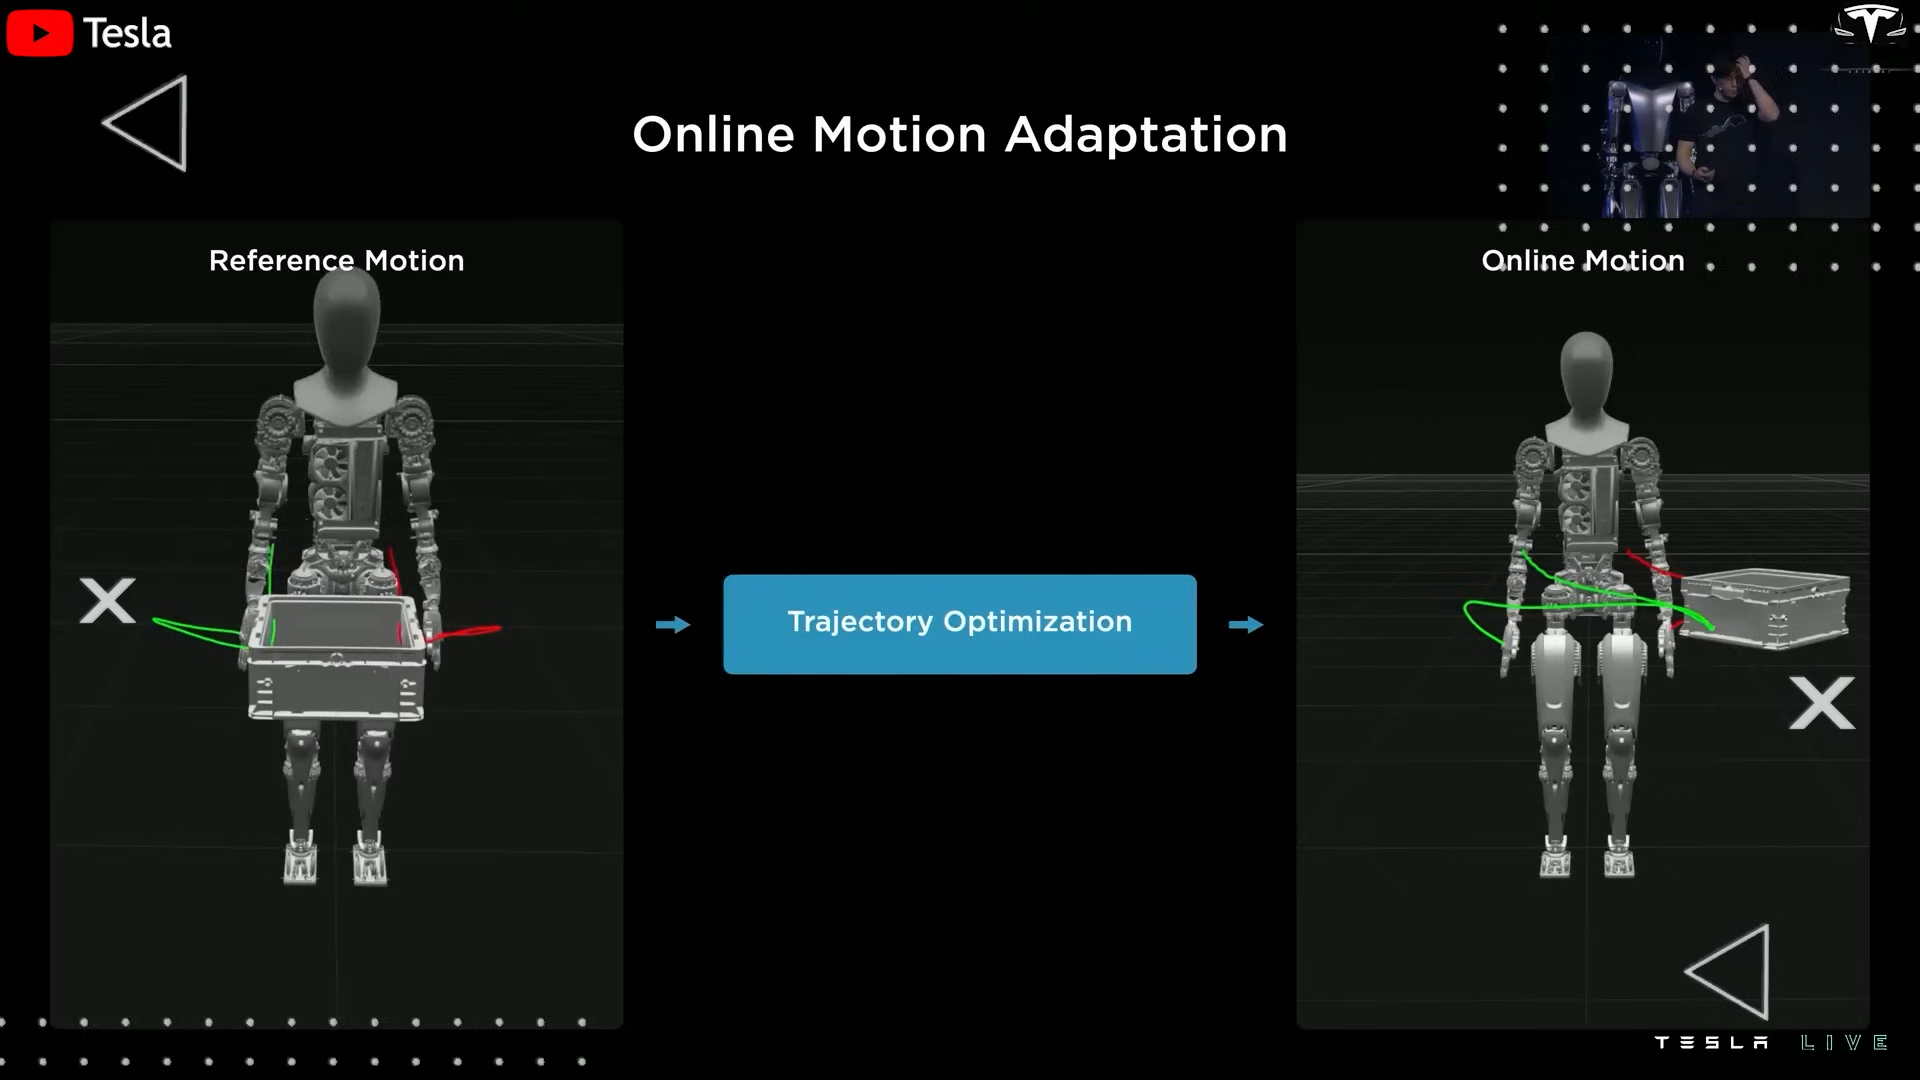 Tesla
Online Motion Adaptation
Reference Motion
Online Motion
Trajectory Optimization
TESLA LIVE